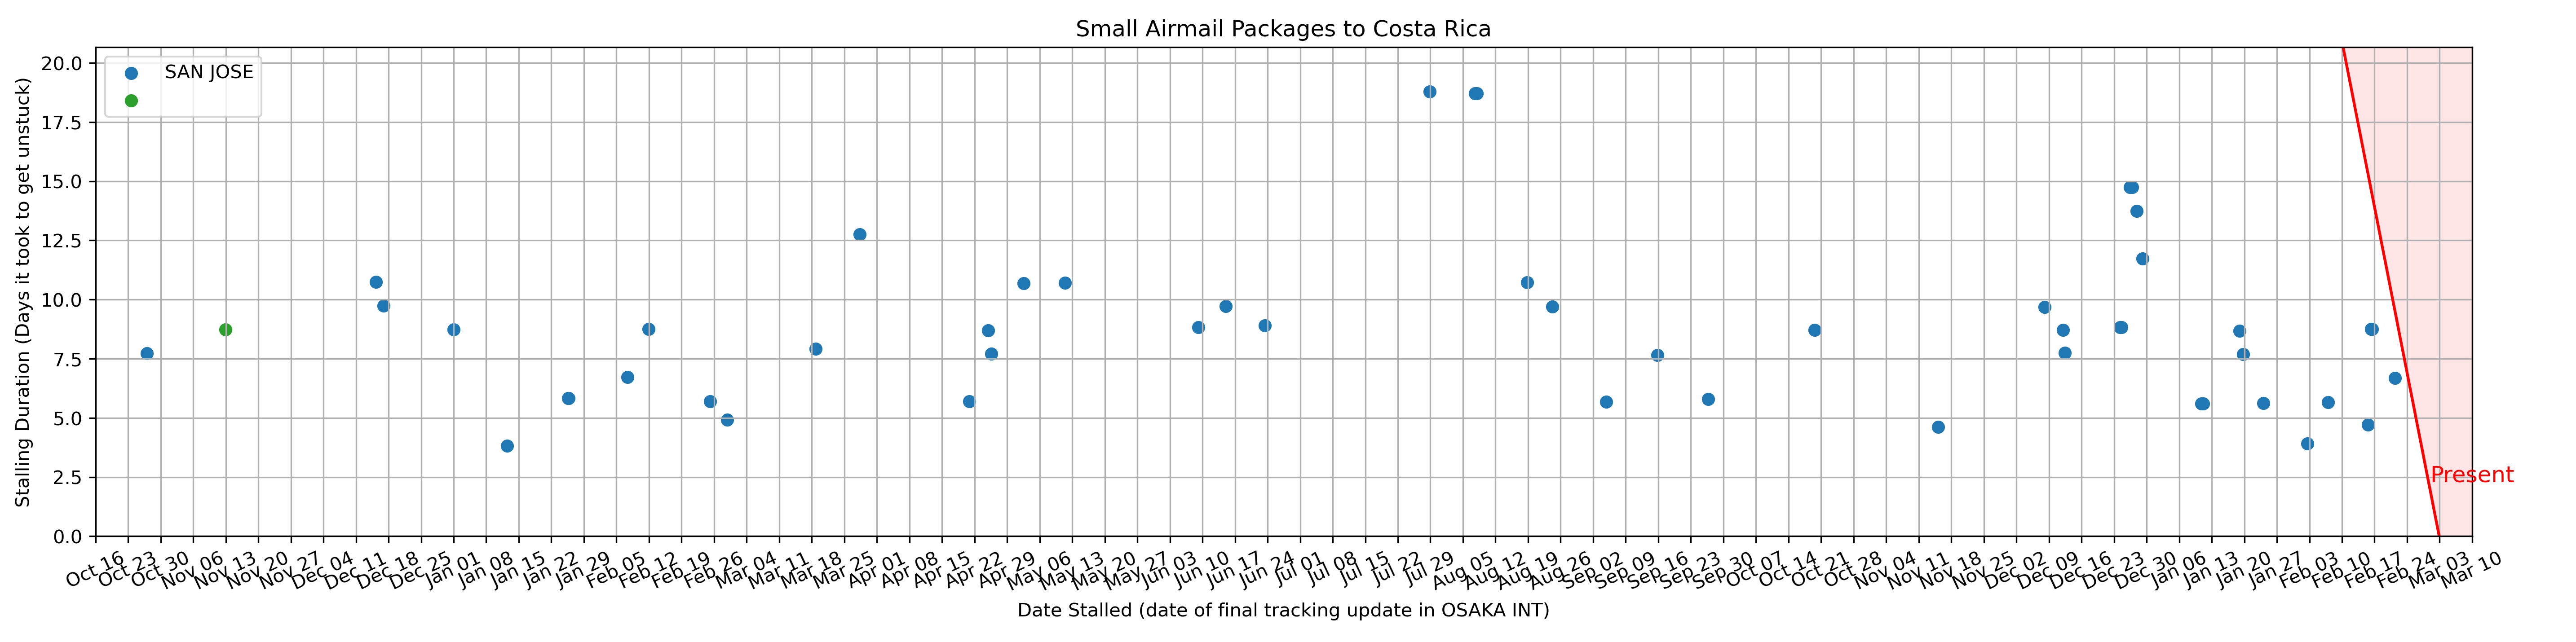 Small Airmail Packages to Costa Rica
SAN JOSE
Stalling Duration (Days it took to get unstuck)
20.0
17.5
15.0
12.5
10.0
7.5
5.0
2.5
0.0
Present
Oct 16 Oct 23 Oct 30 Nov 06 Nov 13 Nov 20 Nov 27 Dec 04 Dec 11 Dec 18 Dec 25 Jan 01 Jan 08 Jan 15 Jan 22 Jan 29 Feb 05 Feb 12 Feb 19 Feb 26 Mar 04 Mar 11 Mar 18 Mar 25 Apr 01 Apr 08 Apr 15 Apr 22 Apr 29 May 06 May 13 May 20 May 27 Jun 03 Jun 10 Jun 17 Jun 24 Jul 01 Jul 08 Jul 15 Jul 22 Jul 29 Aug 05 Aug 12 Aug 19 Aug 26 Sep 02 Sep 09 Sep 16 Sep 23 Sep 30 Oct 07 Oct 14 Oct 21 Oct 28 Nov 04 Nov 11 Nov 18 Nov 25 Dec 02 Dec 09 Dec 16 Dec 23 Dec 30 Jan 06 Jan 13 Jan 20 Jan 27 Feb 03 Feb 10 Feb 17 Feb 24 Mar 03 Mar 10
Date Stalled (date of final tracking update in OSAKA INT)